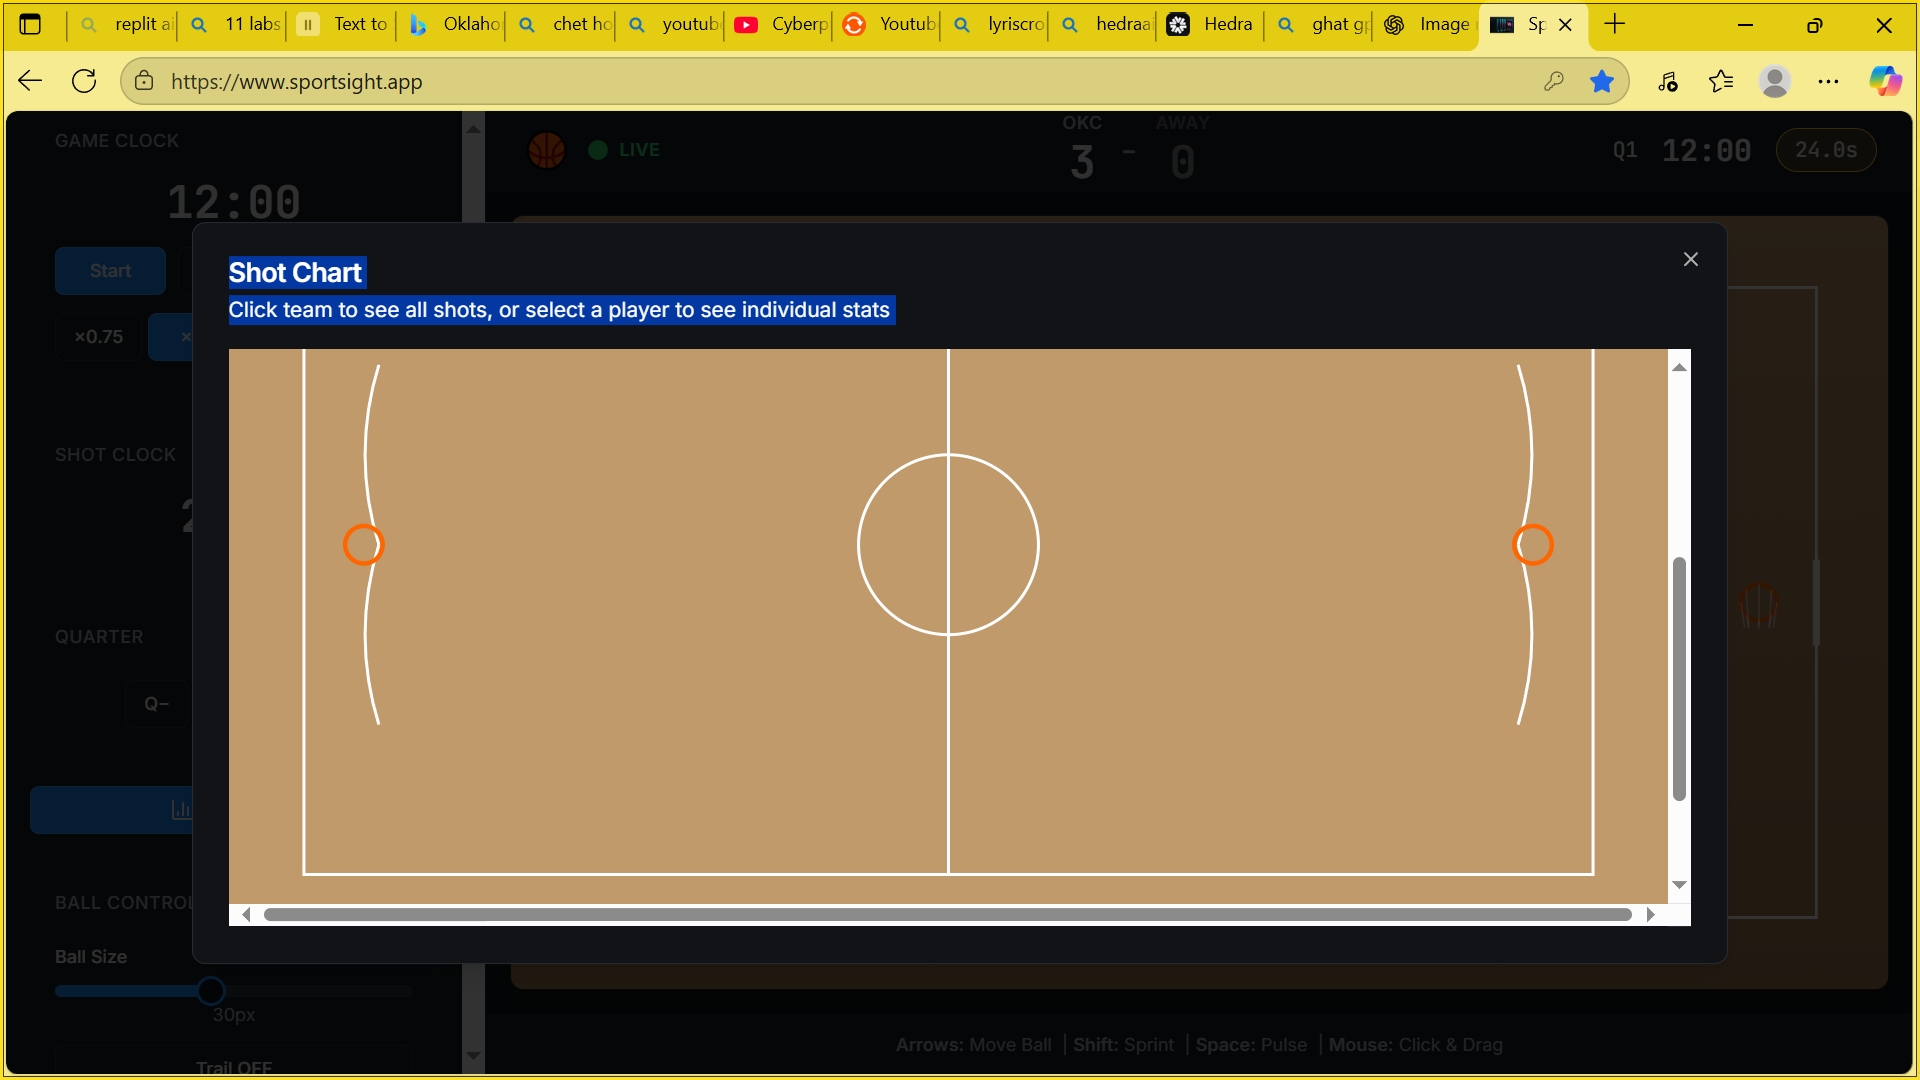 replit ai
11 labs
Text to
Oklaho
chet ho
youtub
Cyberp
Youtub
lyriscro
hedraai
Hedra
ghat gp
Image
Sp
https://www.sportsight.app
GAME CLOCK
12:00
Start
×0.75
×
SHOT CLOCK
2
QUARTER
Q−
BALL CONTROL
Ball Size
30px
Trail OFF
LIVE
OKC
3
-
AWAY
0
Q1
12:00
24.0s
Shot Chart
Click team to see all shots, or select a player to see individual stats
Arrows: Move Ball | Shift: Sprint | Space: Pulse | Mouse: Click & Drag